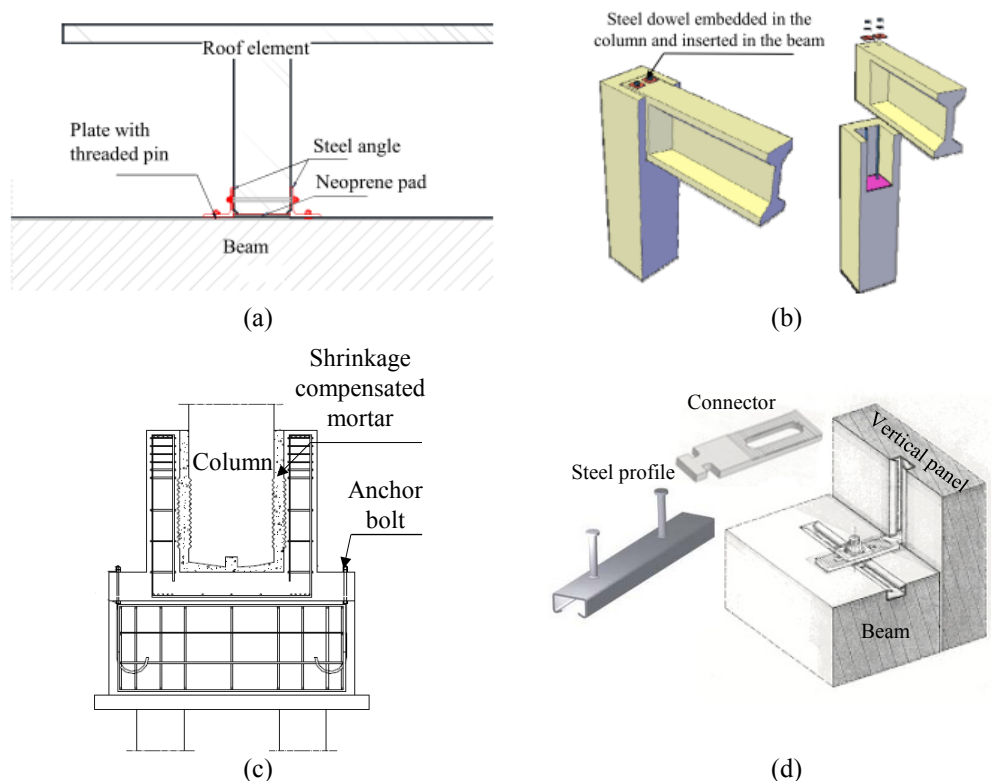 Roof element
Plate with
threaded pin
Steel angle
Neoprene pad
Beam
(a)
Steel dowel embedded in the
column and inserted in the beam
(b)
Shrinkage
compensated
mortar
Column
Anchor
bolt
(c)
Connector
Steel profile
Vertical panel
Beam
(d)